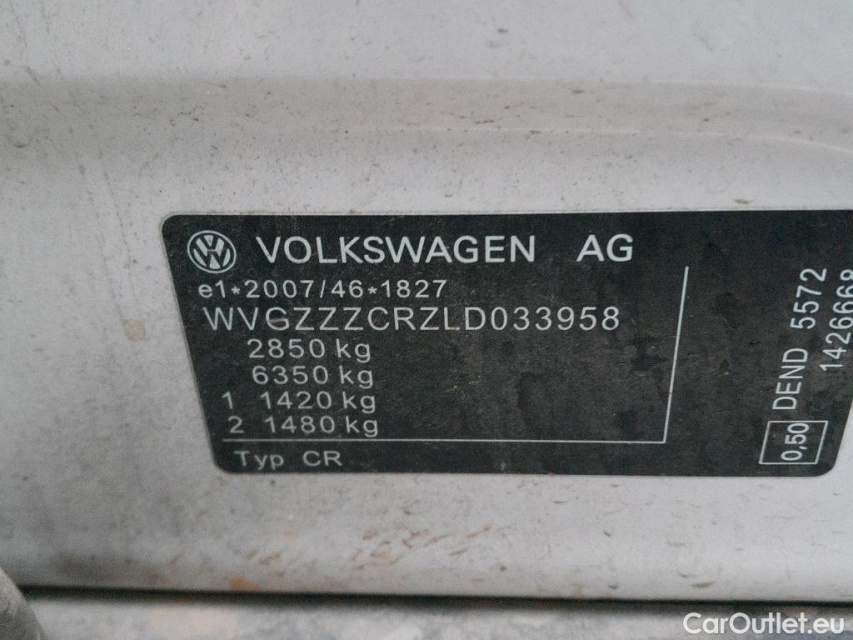 VOLKSWAGEN AG
e1*2007/46*1827
WVGZZZCRZLD033958
2850 kg
6350 kg
1 1420 kg
2 1480 kg
Typ CR
0,50 DEND 5572
1426668
CarOutlet.eu